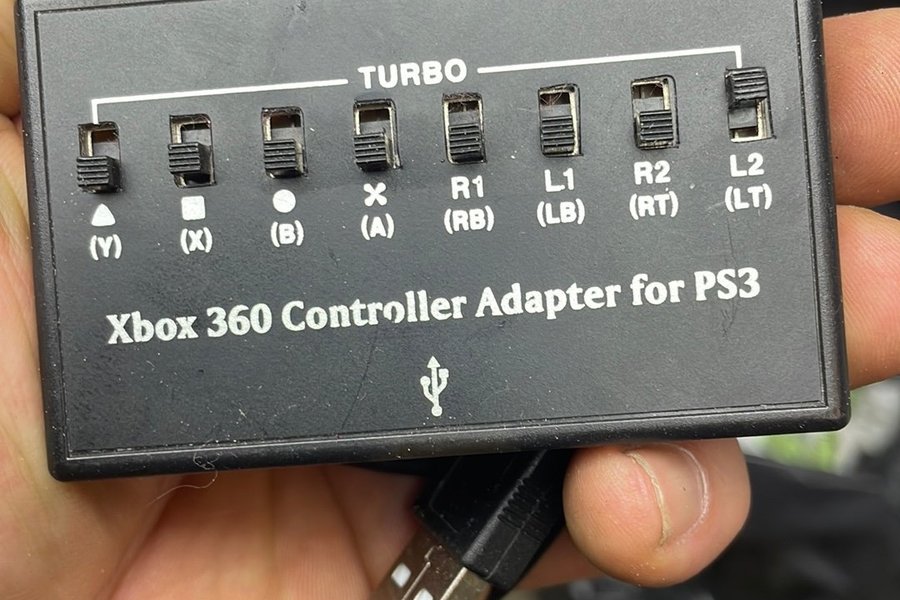 TURBO
R1 L1 R2 L2
(Y) (X) (B) (A) (RB) (LB) (RT) (LT)
Xbox 360 Controller Adapter for PS3